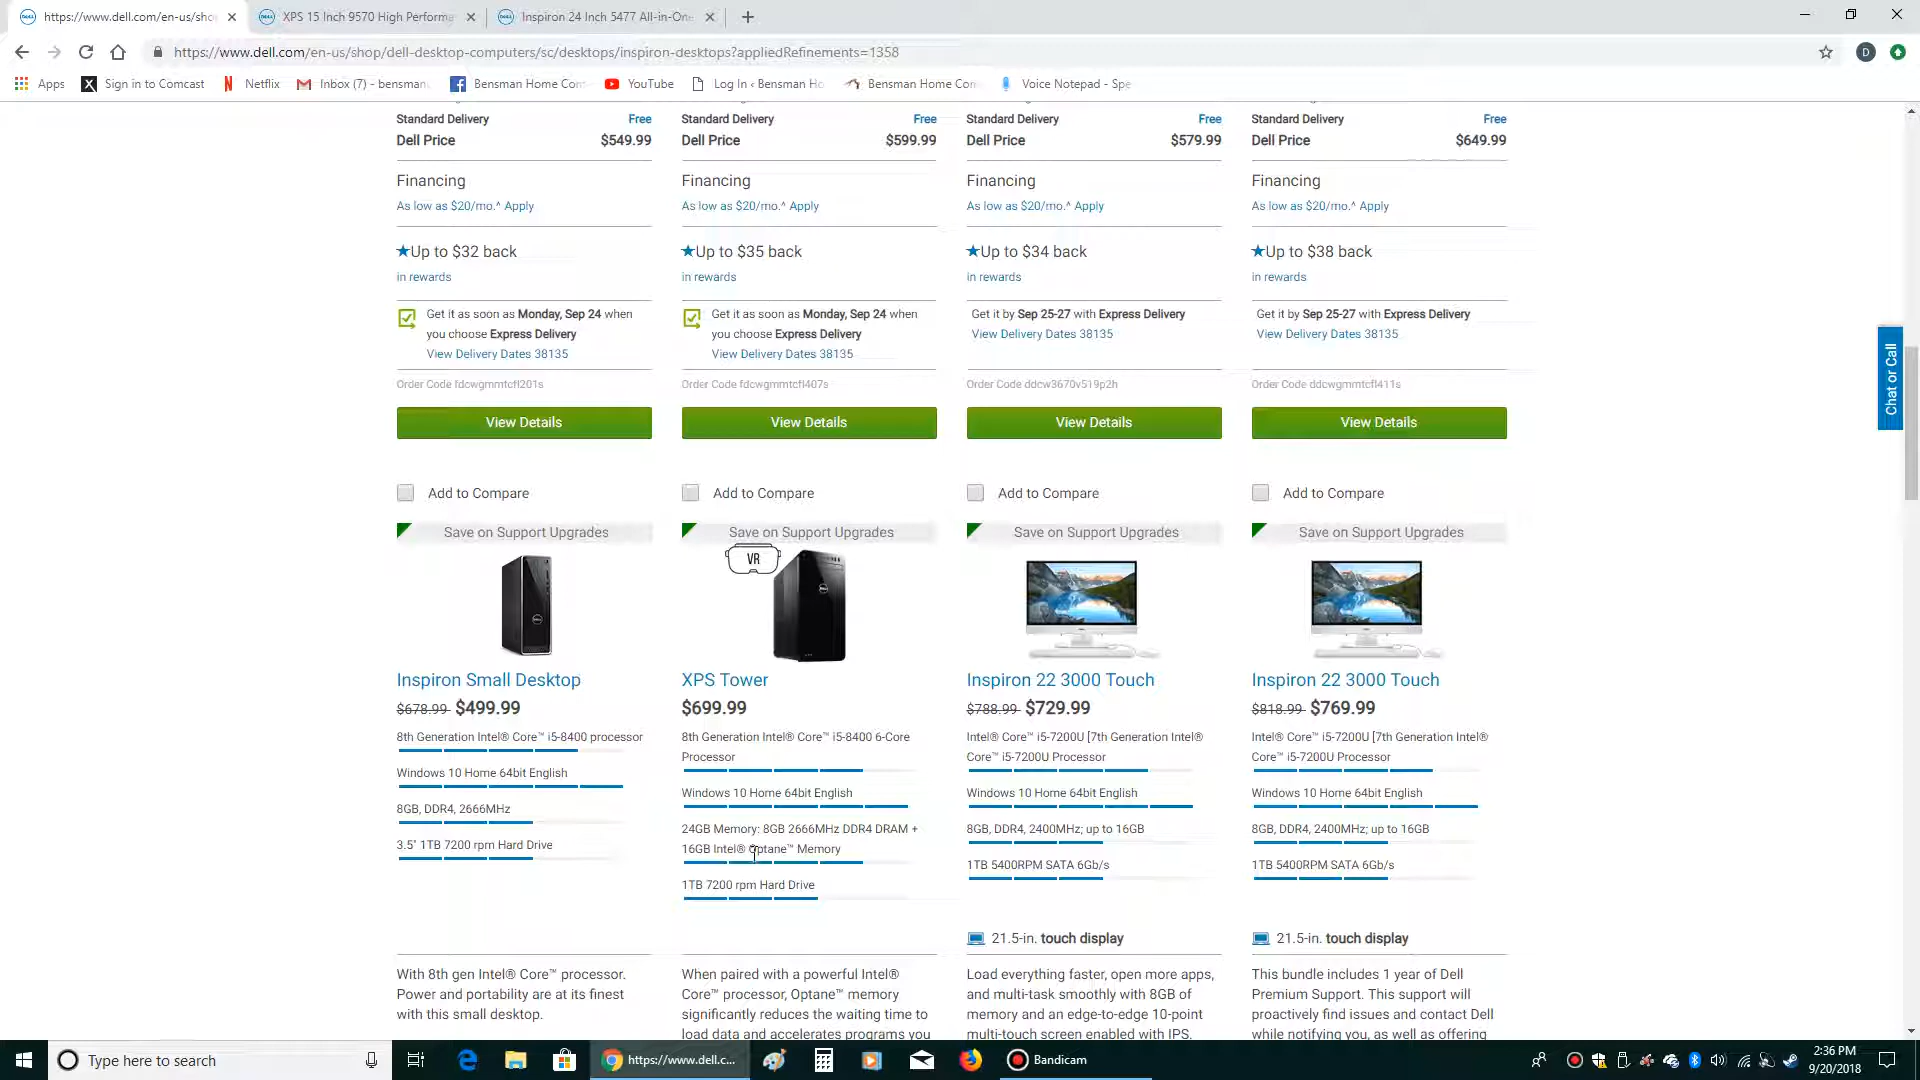 https://www.dell.com/en-us/sho
XPS 15 Inch 9570 High Performa
Inspiron 24 Inch 5477 All-in-One
https://www.dell.com/en-us/shop/dell-desktop-computers/sc/desktops/inspiron-desktops?appliedRefinements=1358
D
Apps
Sign in to Comcast
Netflix
Inbox (7) - bensman
Bensman Home Com
YouTube
Log In ‹ Bensman Ho
Bensman Home Com
Voice Notepad - Spe
Standard Delivery Free
Standard Delivery Free
Standard Delivery Free
Standard Delivery Free
Dell Price $549.99
Dell Price $599.99
Dell Price $579.99
Dell Price $649.99
Financing
Financing
Financing
Financing
As low as $20/mo.^ Apply
As low as $20/mo.^ Apply
As low as $20/mo.^ Apply
As low as $20/mo.^ Apply
★Up to $32 back
★Up to $35 back
★Up to $34 back
★Up to $38 back
in rewards
in rewards
in rewards
in rewards
Get it as soon as Monday, Sep 24 when
you choose Express Delivery
View Delivery Dates 38135
Get it as soon as Monday, Sep 24 when
you choose Express Delivery
View Delivery Dates 38135
Get it by Sep 25-27 with Express Delivery
View Delivery Dates 38135
Get it by Sep 25-27 with Express Delivery
View Delivery Dates 38135
Order Code fdcwgmmtcfl201s
Order Code fdcwgmmtcfl407s
Order Code ddcw3670v519p2h
Order Code ddcwgmmtcfl411s
View Details
View Details
View Details
View Details
Chat or Call
Add to Compare
Add to Compare
Add to Compare
Add to Compare
Save on Support Upgrades
Save on Support Upgrades
Save on Support Upgrades
Save on Support Upgrades
VR
Inspiron Small Desktop
$678.99 $499.99
8th Generation Intel® Core™ i5-8400 processor
Windows 10 Home 64bit English
8GB, DDR4, 2666MHz
3.5" 1TB 7200 rpm Hard Drive
With 8th gen Intel® Core™ processor.
Power and portability are at its finest
with this small desktop.
XPS Tower
$699.99
8th Generation Intel® Core™ i5-8400 6-Core
Processor
Windows 10 Home 64bit English
24GB Memory: 8GB 2666MHz DDR4 DRAM +
16GB Intel® Optane™ Memory
1TB 7200 rpm Hard Drive
When paired with a powerful Intel®
Core™ processor, Optane™ memory
significantly reduces the waiting time to
load data and accelerates programs you
Inspiron 22 3000 Touch
$788.99 $729.99
Intel® Core™ i5-7200U [7th Generation Intel®
Core™ i5-7200U Processor
Windows 10 Home 64bit English
8GB, DDR4, 2400MHz; up to 16GB
1TB 5400RPM SATA 6Gb/s
21.5-in. touch display
Load everything faster, open more apps,
and multi-task smoothly with 8GB of
memory and an edge-to-edge 10-point
multi-touch screen enabled with IPS.
Inspiron 22 3000 Touch
$818.99 $769.99
Intel® Core™ i5-7200U [7th Generation Intel®
Core™ i5-7200U Processor
Windows 10 Home 64bit English
8GB, DDR4, 2400MHz; up to 16GB
1TB 5400RPM SATA 6Gb/s
21.5-in. touch display
This bundle includes 1 year of Dell
Premium Support. This support will
proactively find issues and contact Dell
while notifying you, as well as offering
Type here to search
https://www.dell.c...
Bandicam
2:36 PM
9/20/2018